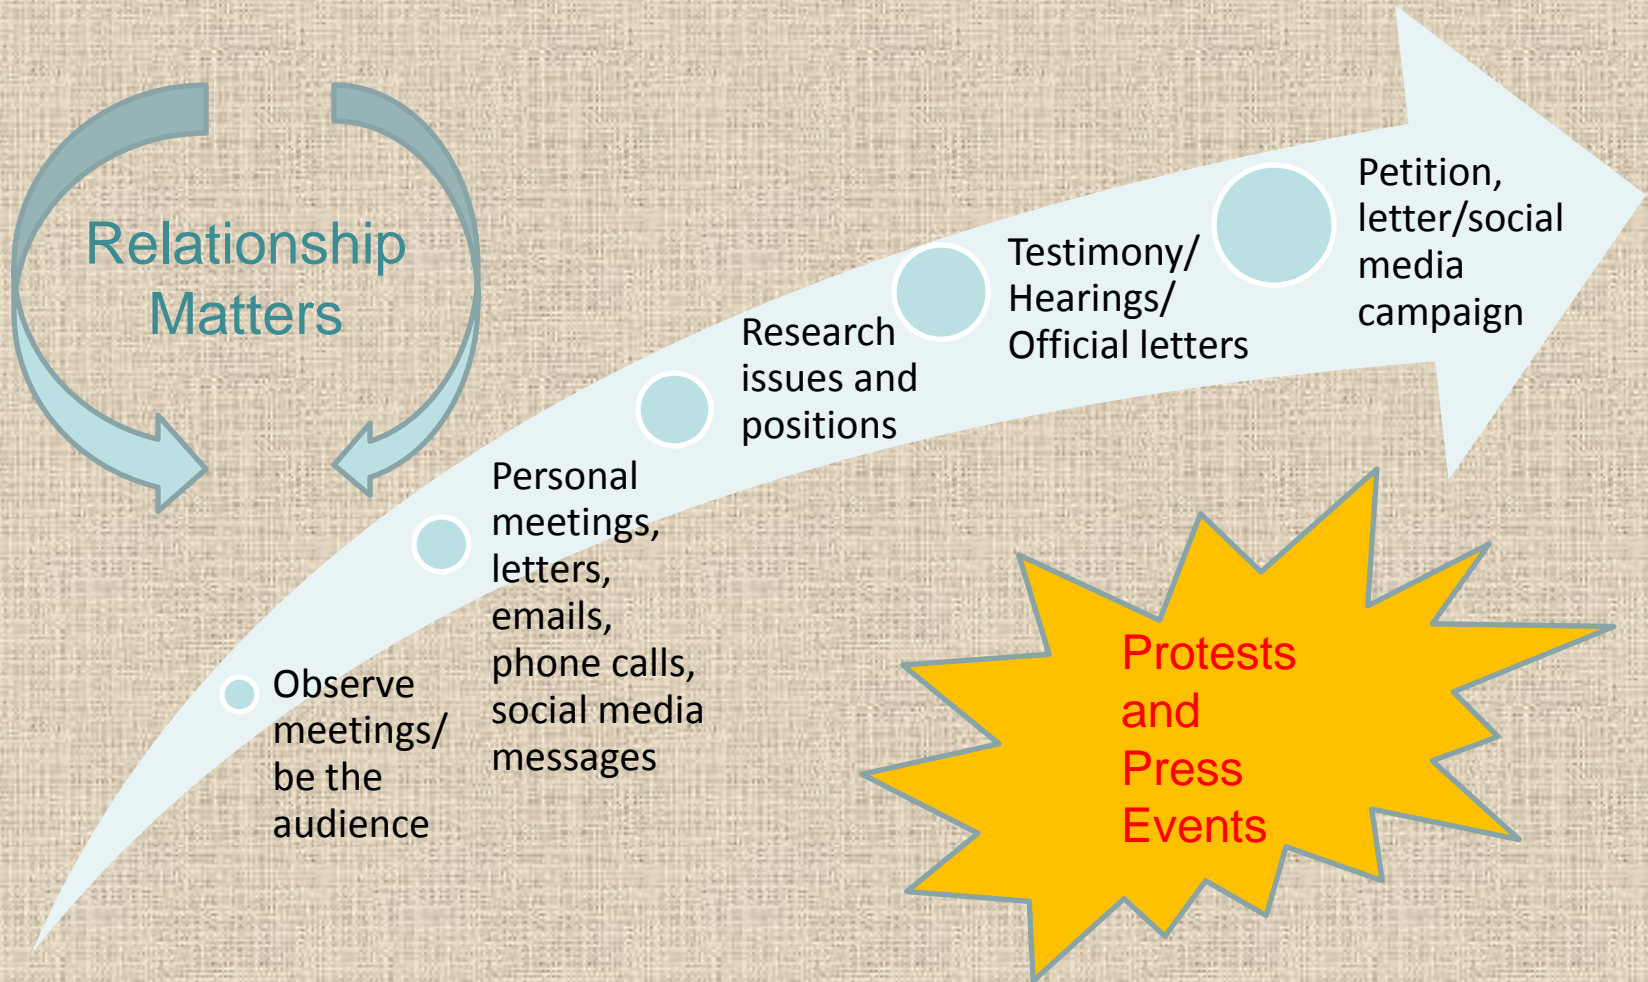 Relationship
Matters
Observe
meetings/
be the
audience
Personal
meetings,
letters,
emails,
phone calls,
social media
messages
Research
issues and
positions
Testimony/
Hearings/
Official letters
Petition,
letter/social
media
campaign
Protests
and
Press
Events